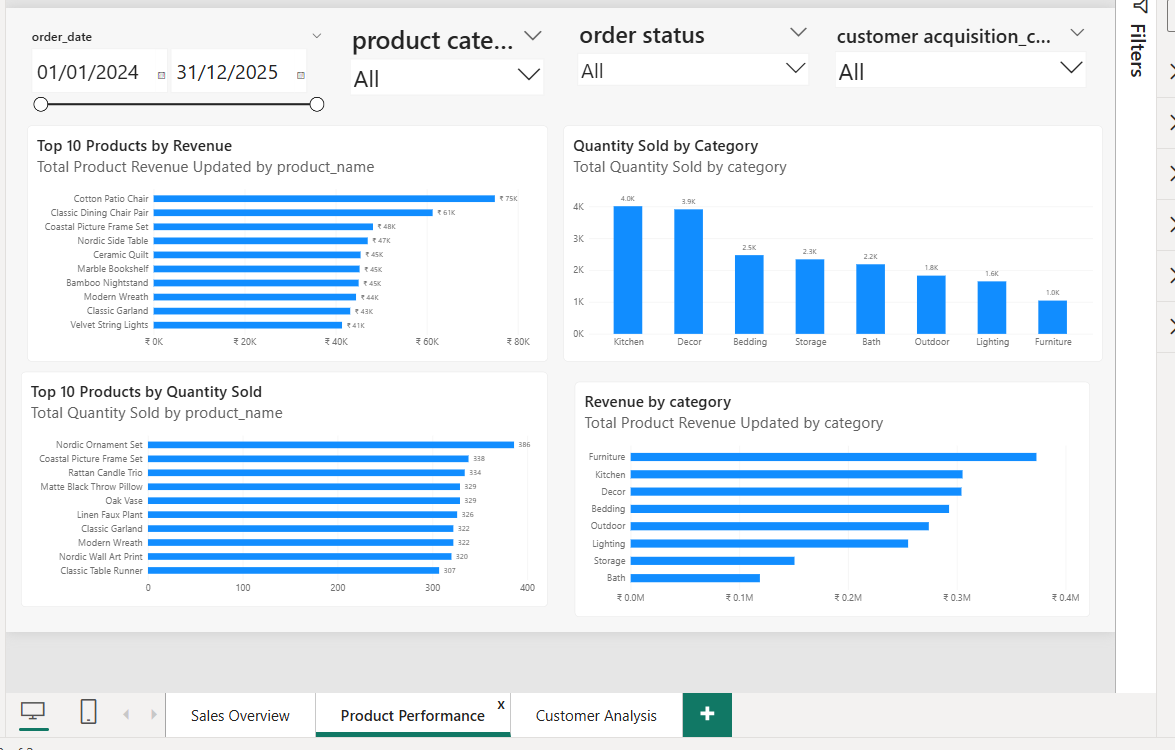 order_date
01/01/2024 31/12/2025
product cate...
All
order status
All
customer acquisition_c...
All
Filters
Top 10 Products by Revenue
Total Product Revenue Updated by product_name
Cotton Patio Chair ₹ 75K
Classic Dining Chair Pair ₹ 61K
Coastal Picture Frame Set ₹ 48K
Nordic Side Table ₹ 47K
Ceramic Quilt ₹ 45K
Marble Bookshelf ₹ 45K
Bamboo Nightstand ₹ 45K
Modern Wreath ₹ 44K
Classic Garland ₹ 43K
Velvet String Lights ₹ 41K
₹ 0K ₹ 20K ₹ 40K ₹ 60K ₹ 80K
Quantity Sold by Category
Total Quantity Sold by category
4.0K 3.9K 2.5K 2.3K 2.2K 1.8K 1.6K 1.0K
4K
3K
2K
1K
0K
Kitchen Decor Bedding Storage Bath Outdoor Lighting Furniture
Top 10 Products by Quantity Sold
Total Quantity Sold by product_name
Nordic Ornament Set 386
Coastal Picture Frame Set 338
Rattan Candle Trio 334
Matte Black Throw Pillow 329
Oak Vase 329
Linen Faux Plant 326
Classic Garland 322
Modern Wreath 322
Nordic Wall Art Print 320
Classic Table Runner 307
0 100 200 300 400
Revenue by category
Total Product Revenue Updated by category
Furniture
Kitchen
Decor
Bedding
Outdoor
Lighting
Storage
Bath
₹ 0.0M ₹ 0.1M ₹ 0.2M ₹ 0.3M ₹ 0.4M
Sales Overview Product Performance x Customer Analysis +